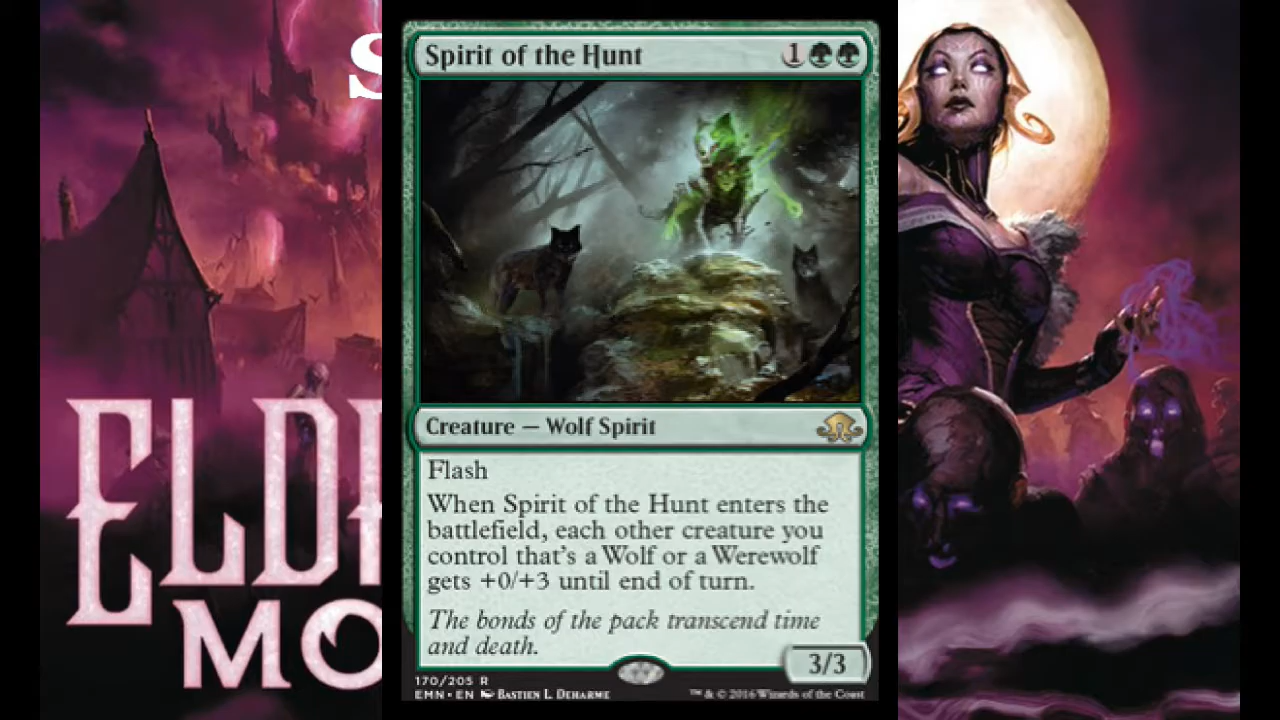 S
Spirit of the Hunt 1
Creature — Wolf Spirit
Flash
When Spirit of the Hunt enters the
battlefield, each other creature you
control that's a Wolf or a Werewolf
gets +0/+3 until end of turn.
The bonds of the pack transcend time
and death.
3/3
170/205 R
EMN • EN Bastien L. Deharme
™ & © 2016 Wizards of the Coast
ELD
MO